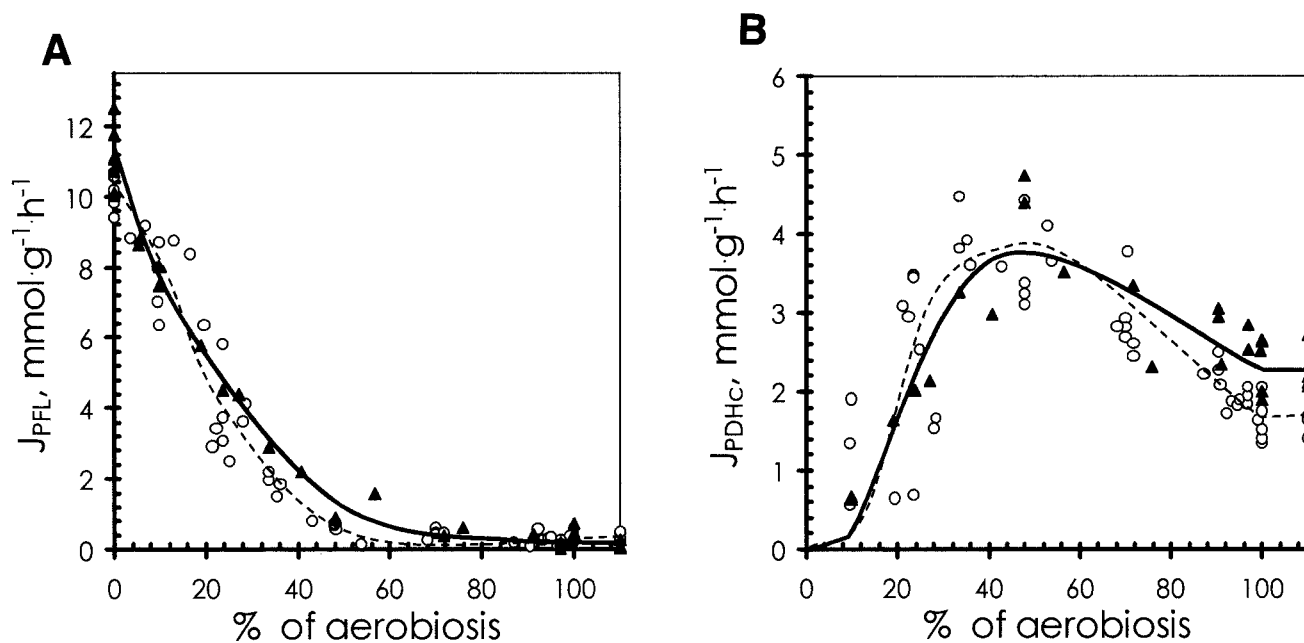 A
J_PFL, mmol·g⁻¹·h⁻¹
12
10
8
6
4
2
0
0 20 40 60 80 100
% of aerobiosis
B
J_PDHc, mmol·g⁻¹·h⁻¹
6
5
4
3
2
1
0
0 20 40 60 80 100
% of aerobiosis